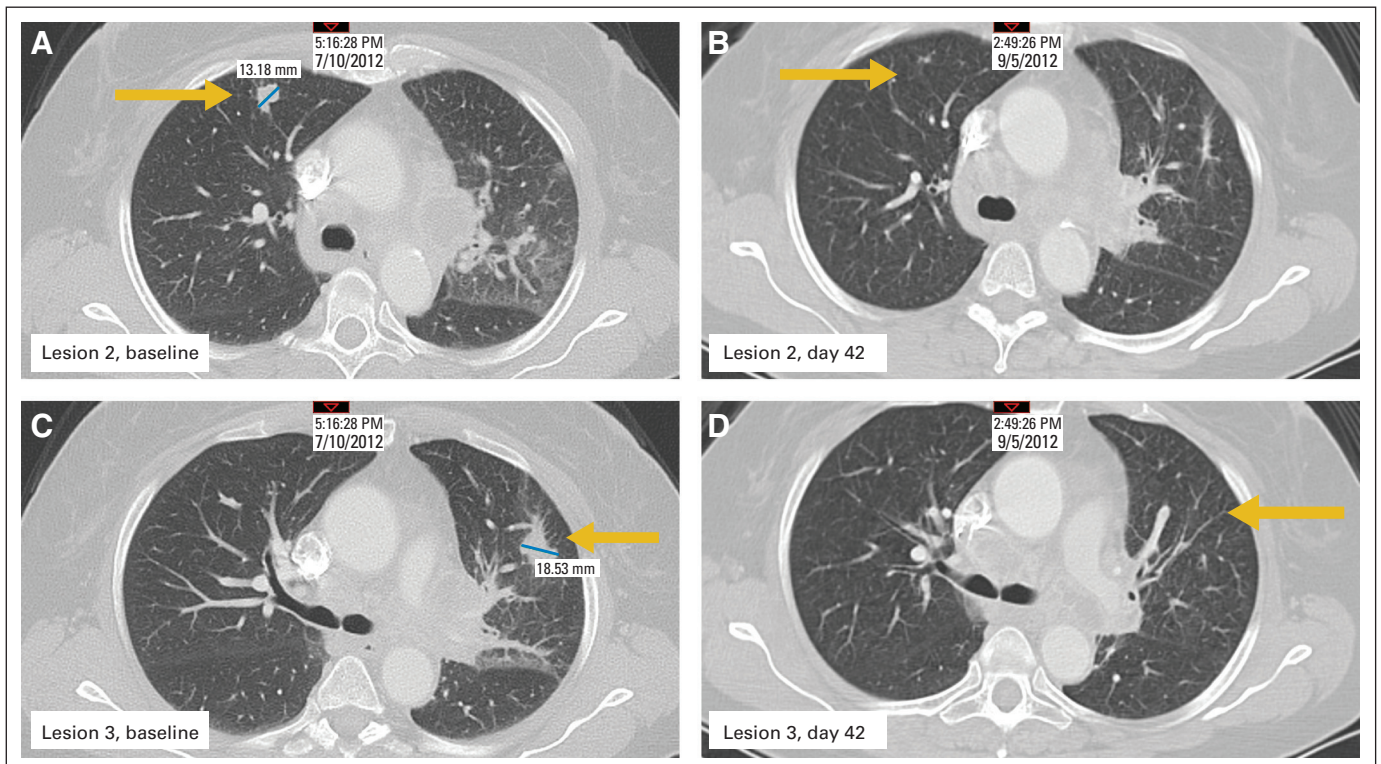 A
5:16:28 PM
7/10/2012
13.18 mm
Lesion 2, baseline
B
2:49:26 PM
9/5/2012
Lesion 2, day 42
C
5:16:28 PM
7/10/2012
18.53 mm
Lesion 3, baseline
D
2:49:26 PM
9/5/2012
Lesion 3, day 42